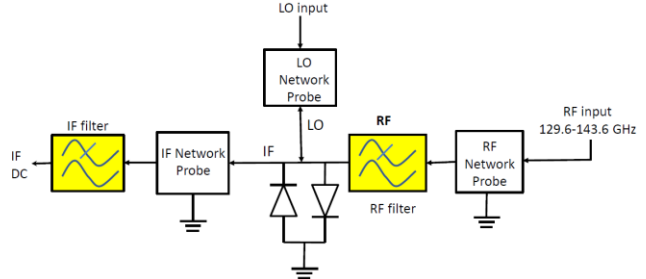 LO input
LO
Network
Probe
LO
RF
RF input
129.6-143.6 GHz
IF filter
IF
DC
IF Network
Probe
IF
RF filter
RF
Network
Probe